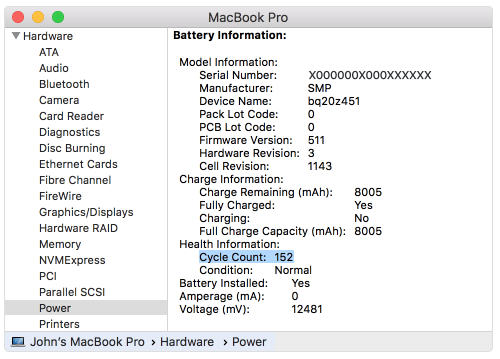 MacBook Pro
Hardware
ATA
Audio
Bluetooth
Camera
Card Reader
Diagnostics
Disc Burning
Ethernet Cards
Fibre Channel
FireWire
Graphics/Displays
Hardware RAID
Memory
NVMExpress
PCI
Parallel SCSI
Power
Printers
Battery Information:
Model Information:
Serial Number: X000000X000XXXXXX
Manufacturer: SMP
Device Name: bq20z451
Pack Lot Code: 0
PCB Lot Code: 0
Firmware Version: 511
Hardware Revision: 3
Cell Revision: 1143
Charge Information:
Charge Remaining (mAh): 8005
Fully Charged: Yes
Charging: No
Full Charge Capacity (mAh): 8005
Health Information:
Cycle Count: 152
Condition: Normal
Battery Installed: Yes
Amperage (mA): 0
Voltage (mV): 12481
John's MacBook Pro › Hardware › Power